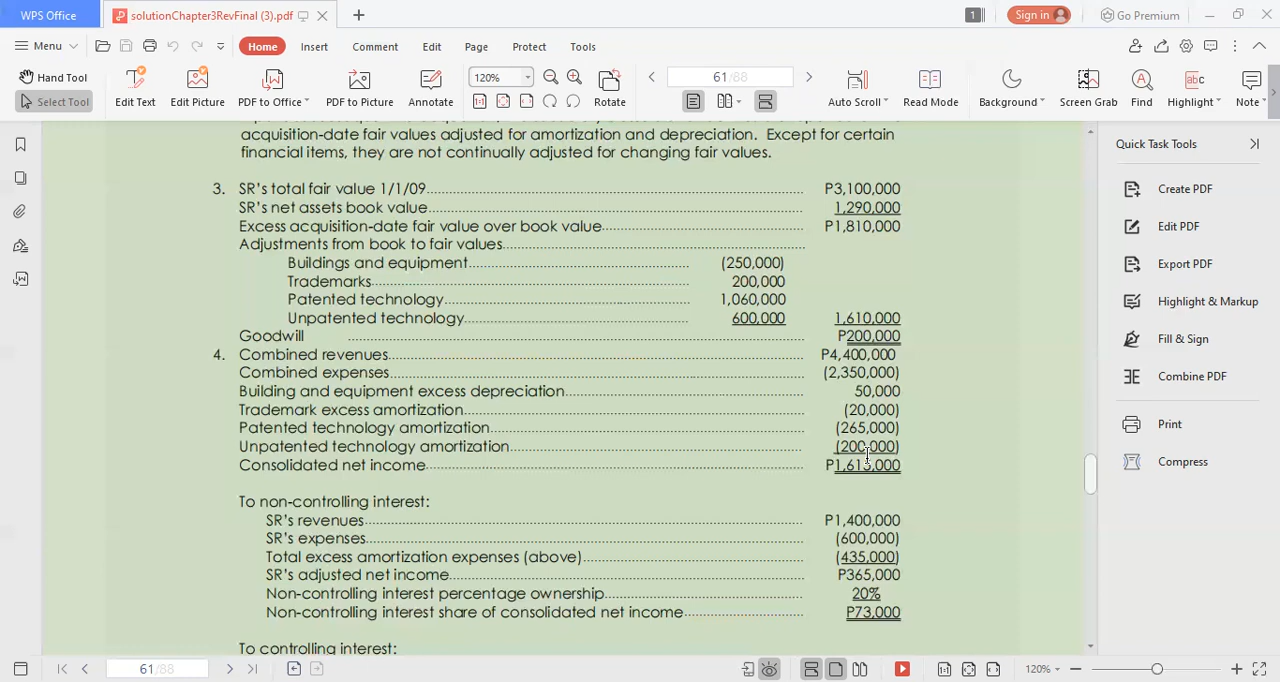 WPS Office
solutionChapter3RevFinal (3).pdf
1
Sign in
Go Premium
Menu
Home
Insert
Comment
Edit
Page
Protect
Tools
Hand Tool
Select Tool
Edit Text
Edit Picture
PDF to Office
PDF to Picture
Annotate
120%
Rotate
61/88
Auto Scroll
Read Mode
Background
Screen Grab
Find
Highlight
Note
acquisition-date fair values adjusted for amortization and depreciation. Except for certain
financial items, they are not continually adjusted for changing fair values.
3. SR's total fair value 1/1/09 P3,100,000
SR's net assets book value 1,290,000
Excess acquisition-date fair value over book value P1,810,000
Adjustments from book to fair values
Buildings and equipment (250,000)
Trademarks 200,000
Patented technology 1,060,000
Unpatented technology 600,000 1,610,000
Goodwill P200,000
4. Combined revenues P4,400,000
Combined expenses (2,350,000)
Building and equipment excess depreciation 50,000
Trademark excess amortization (20,000)
Patented technology amortization (265,000)
Unpatented technology amortization (200,000)
Consolidated net income P1,615,000
To non-controlling interest:
SR's revenues P1,400,000
SR's expenses (600,000)
Total excess amortization expenses (above) (435,000)
SR's adjusted net income P365,000
Non-controlling interest percentage ownership 20%
Non-controlling interest share of consolidated net income P73,000
To controlling interest:
Quick Task Tools
Create PDF
Edit PDF
Export PDF
Highlight & Markup
Fill & Sign
Combine PDF
Print
Compress
61/88
120%